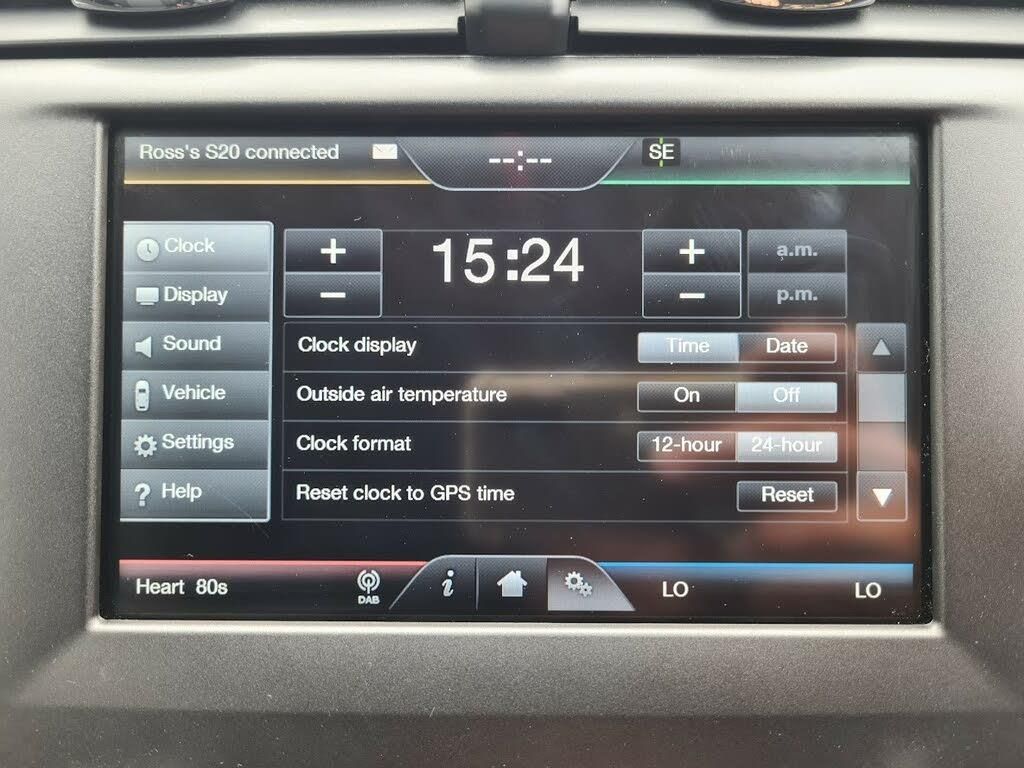 Ross's S20 connected
--:--
SE
Clock
+
15:24
+
a.m.
Display
−
−
p.m.
Sound
Clock display
Time
Date
Vehicle
Outside air temperature
On
Off
Settings
Clock format
12-hour
24-hour
? Help
Reset clock to GPS time
Reset
Heart 80s
DAB
i
LO
LO